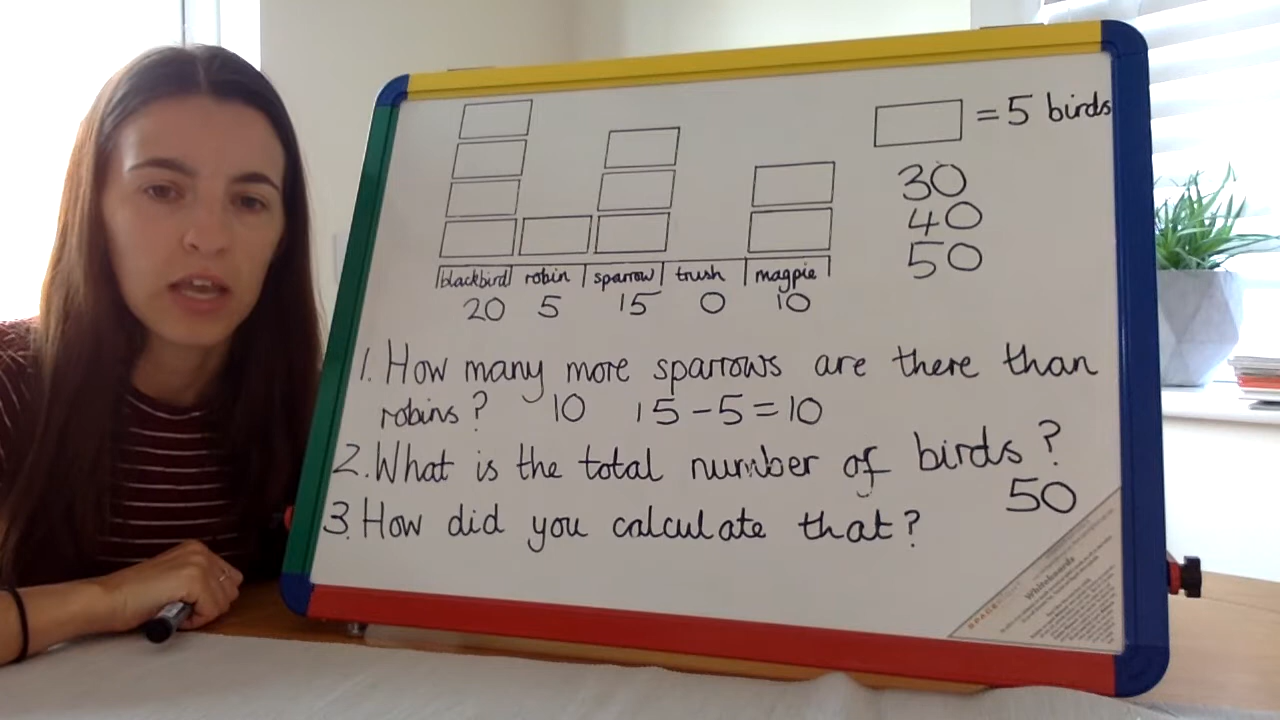 = 5 birds
30
40
50
blackbird robin sparrow trush magpie
20 5 15 0 10
1. How many more sparrows are there than
robins? 10 15 - 5 = 10
2. What is the total number of birds?
50
3. How did you calculate that?
Whiteboards